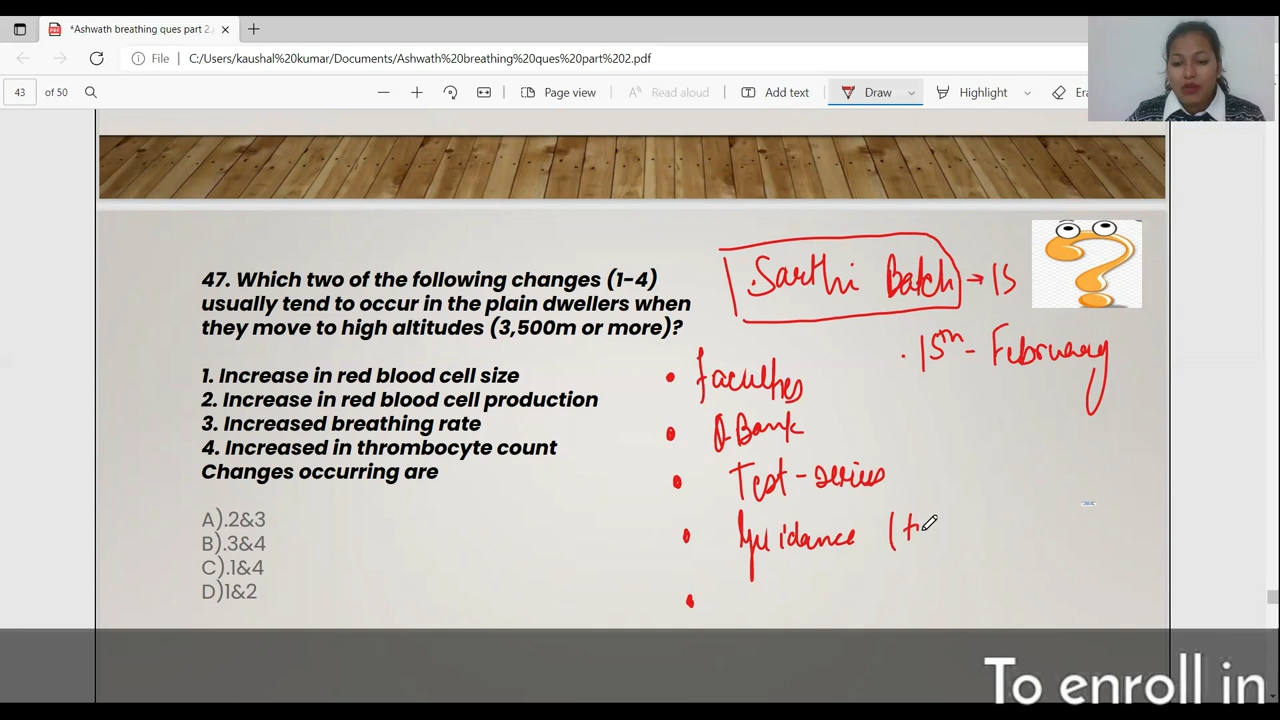 *Ashwath breathing ques part 2.p
File
C:/Users/kaushal%20kumar/Documents/Ashwath%20breathing%20ques%20part%202.pdf
43 of 50
Page view
Read aloud
Add text
Draw
Highlight
Era
47. Which two of the following changes (1-4)
usually tend to occur in the plain dwellers when
they move to high altitudes (3,500m or more)?
1. Increase in red blood cell size
2. Increase in red blood cell production
3. Increased breathing rate
4. Increased in thrombocyte count
Changes occurring are
A).2&3
B).3&4
C).1&4
D)1&2
Sarthi Batch → 15
15th - February
• faculties
• QBank
• Test-series
• Guidance (t
To enroll in